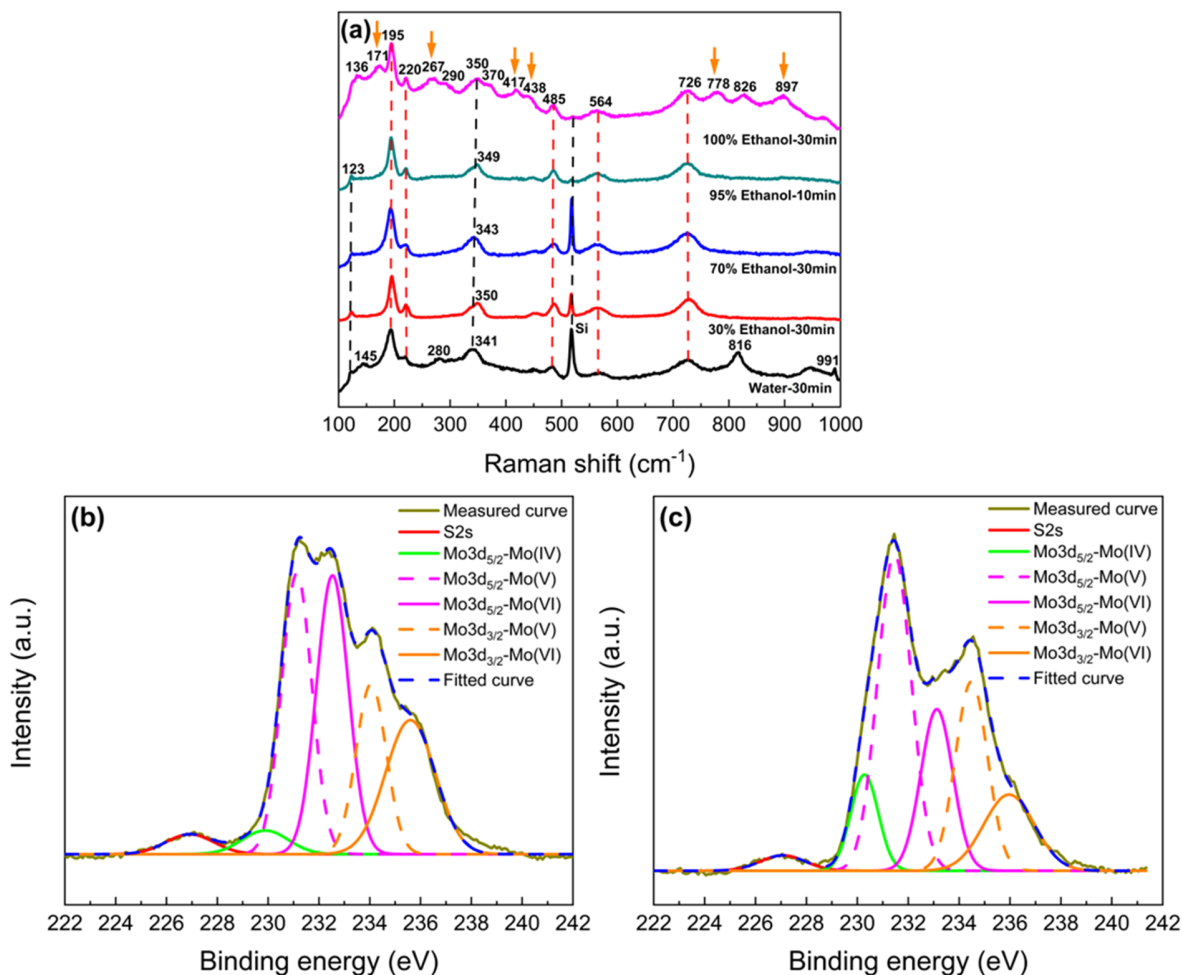 (a)
195
171
136
220
267
290
350
370
417
438
485
564
726
778
826
897
100% Ethanol-30min
123
349
95% Ethanol-10min
343
70% Ethanol-30min
350
30% Ethanol-30min
Si
145
280
341
816
991
Water-30min
100 200 300 400 500 600 700 800 900 1000
Raman shift (cm⁻¹)
(b)
Measured curve
S2s
Mo3d₅/₂-Mo(IV)
Mo3d₅/₂-Mo(V)
Mo3d₅/₂-Mo(VI)
Mo3d₃/₂-Mo(V)
Mo3d₃/₂-Mo(VI)
Fitted curve
Intensity (a.u.)
222 224 226 228 230 232 234 236 238 240 242
Binding energy (eV)
(c)
Measured curve
S2s
Mo3d₅/₂-Mo(IV)
Mo3d₅/₂-Mo(V)
Mo3d₅/₂-Mo(VI)
Mo3d₃/₂-Mo(V)
Mo3d₃/₂-Mo(VI)
Fitted curve
Intensity (a.u.)
222 224 226 228 230 232 234 236 238 240 242
Binding energy (eV)